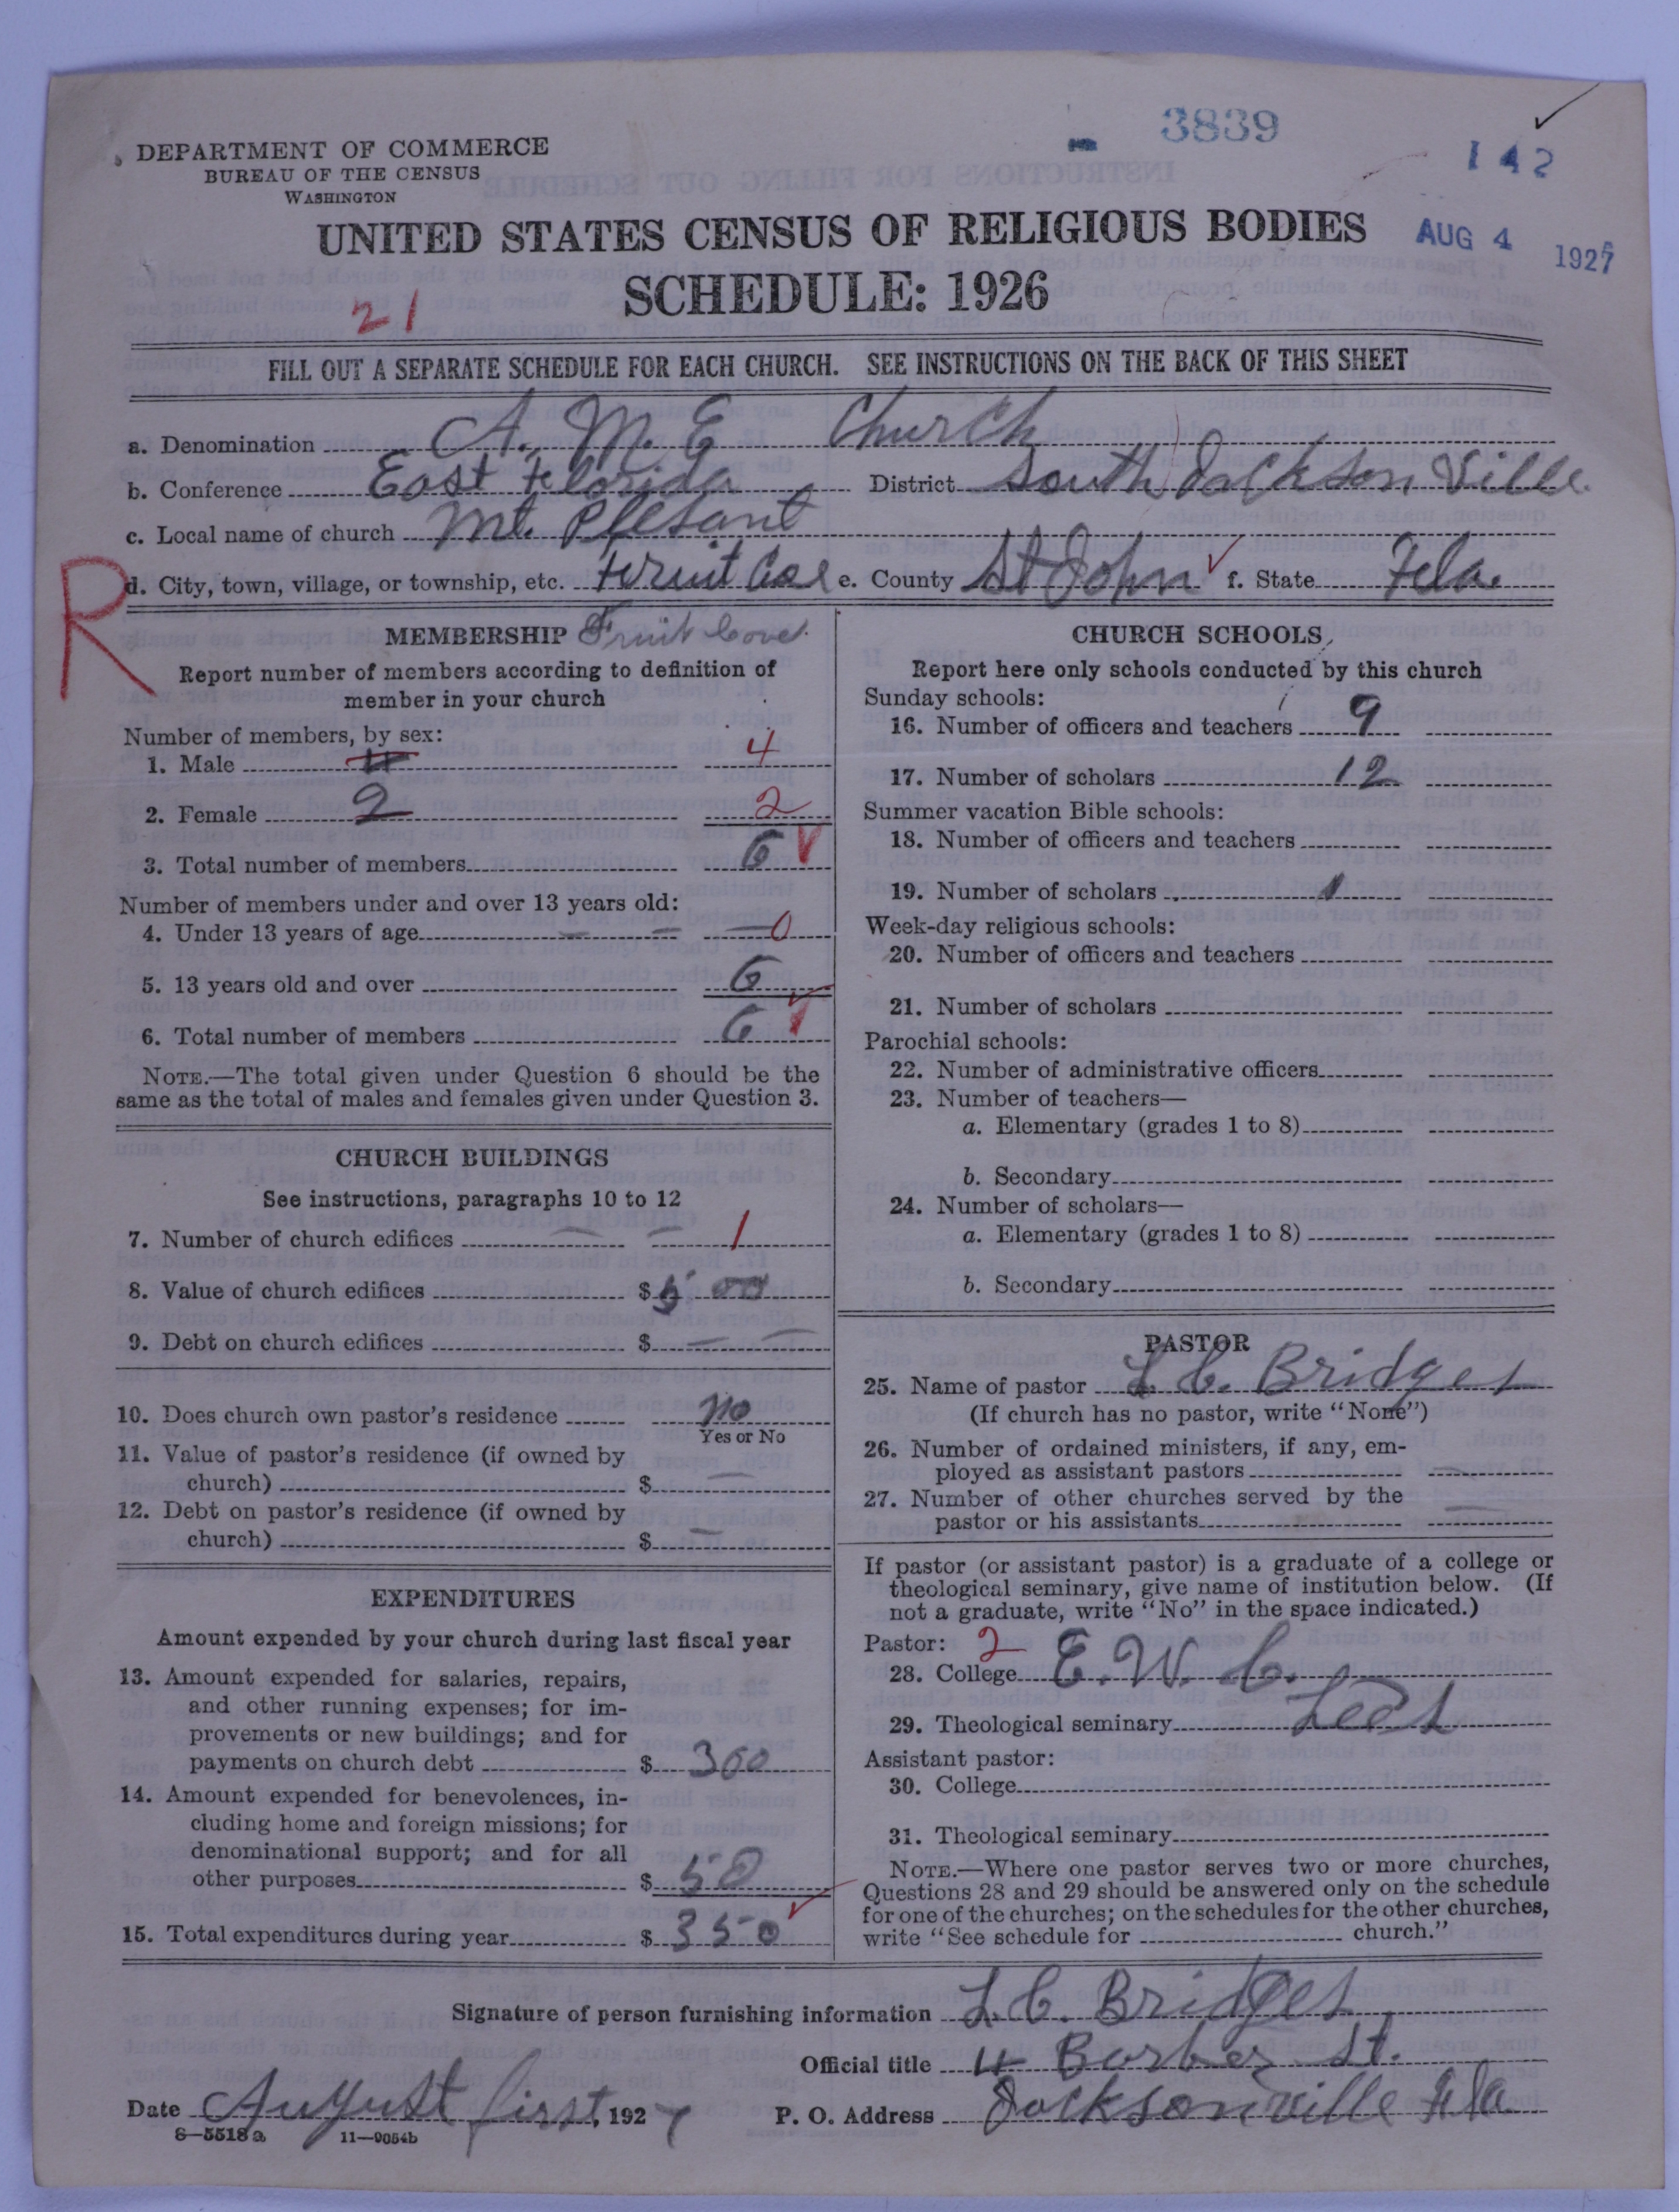 3839
142
DEPARTMENT OF COMMERCE
BUREAU OF THE CENSUS
WASHINGTON
UNITED STATES CENSUS OF RELIGIOUS BODIES
AUG 4 1927
SCHEDULE: 1926
21
FILL OUT A SEPARATE SCHEDULE FOR EACH CHURCH. SEE INSTRUCTIONS ON THE BACK OF THIS SHEET
a. Denomination A. M. E Church
b. Conference East Florida District South Jacksonville
c. Local name of church Mt. Plesant
R
d. City, town, village, or township, etc. Fruit Cove e. County St John f. State Fla.
MEMBERSHIP Fruit Cove
Report number of members according to definition of
member in your church
Number of members, by sex:
1. Male 4 4
2. Female 2 2
3. Total number of members 6
Number of members under and over 13 years old:
4. Under 13 years of age 0
5. 13 years old and over 6
6. Total number of members 6
NOTE.—The total given under Question 6 should be the
same as the total of males and females given under Question 3.
CHURCH BUILDINGS
See instructions, paragraphs 10 to 12
7. Number of church edifices 1
8. Value of church edifices $ 500
9. Debt on church edifices $
10. Does church own pastor's residence no
Yes or No
11. Value of pastor's residence (if owned by
church) $
12. Debt on pastor's residence (if owned by
church) $
EXPENDITURES
Amount expended by your church during last fiscal year
13. Amount expended for salaries, repairs,
and other running expenses; for im-
provements or new buildings; and for
payments on church debt $ 300
14. Amount expended for benevolences, in-
cluding home and foreign missions; for
denominational support; and for all
other purposes $ 50
15. Total expenditures during year $ 350
CHURCH SCHOOLS
Report here only schools conducted by this church
Sunday schools:
16. Number of officers and teachers 9
17. Number of scholars 12
Summer vacation Bible schools:
18. Number of officers and teachers
19. Number of scholars
Week-day religious schools:
20. Number of officers and teachers
21. Number of scholars
Parochial schools:
22. Number of administrative officers
23. Number of teachers—
a. Elementary (grades 1 to 8)
b. Secondary
24. Number of scholars—
a. Elementary (grades 1 to 8)
b. Secondary
PASTOR
25. Name of pastor L. C. Bridges
(If church has no pastor, write "None")
26. Number of ordained ministers, if any, em-
ployed as assistant pastors
27. Number of other churches served by the
pastor or his assistants
If pastor (or assistant pastor) is a graduate of a college or
theological seminary, give name of institution below. (If
not a graduate, write "No" in the space indicated.)
Pastor: 2
28. College E. W. C.
29. Theological seminary Lees
Assistant pastor:
30. College
31. Theological seminary
NOTE.—Where one pastor serves two or more churches,
Questions 28 and 29 should be answered only on the schedule
for one of the churches; on the schedules for the other churches,
write "See schedule for church."
Signature of person furnishing information L. C. Bridges
Official title 4 Barber St.
Date August first, 1927 P. O. Address Jacksonville Fla
8—5518a 11—9054b